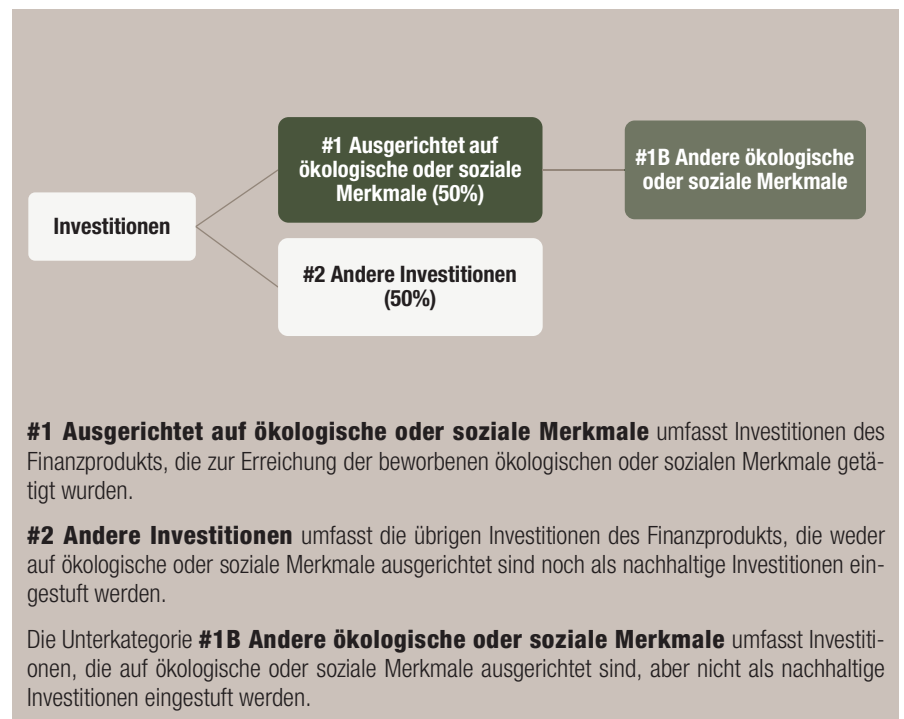 #1 Ausgerichtet auf
ökologische oder soziale
Merkmale (50%)
#1B Andere ökologische
oder soziale Merkmale
Investitionen
#2 Andere Investitionen
(50%)
#1 Ausgerichtet auf ökologische oder soziale Merkmale umfasst Investitionen des
Finanzprodukts, die zur Erreichung der beworbenen ökologischen oder sozialen Merkmale getä-
tigt wurden.
#2 Andere Investitionen umfasst die übrigen Investitionen des Finanzprodukts, die weder
auf ökologische oder soziale Merkmale ausgerichtet sind noch als nachhaltige Investitionen ein-
gestuft werden.
Die Unterkategorie #1B Andere ökologische oder soziale Merkmale umfasst Investiti-
onen, die auf ökologische oder soziale Merkmale ausgerichtet sind, aber nicht als nachhaltige
Investitionen eingestuft werden.